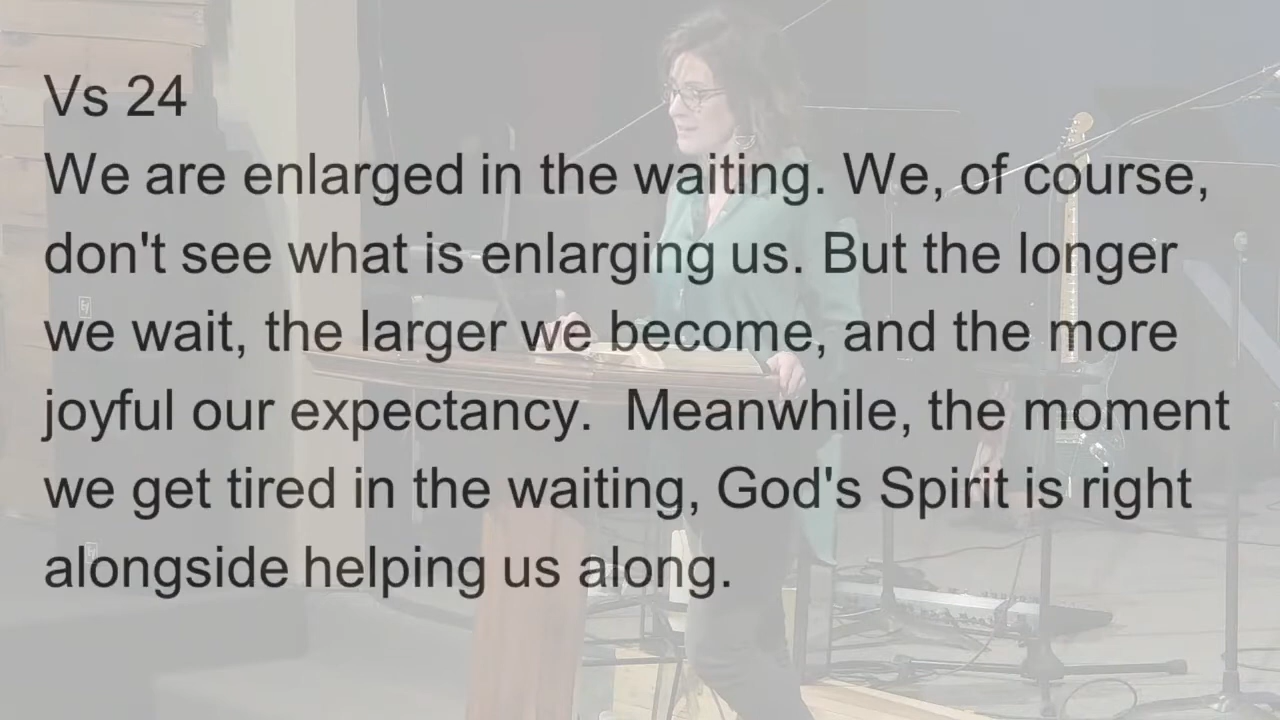 Vs 24
We are enlarged in the waiting. We, of course,
don't see what is enlarging us. But the longer
we wait, the larger we become, and the more
joyful our expectancy.  Meanwhile, the moment
we get tired in the waiting, God's Spirit is right
alongside helping us along.